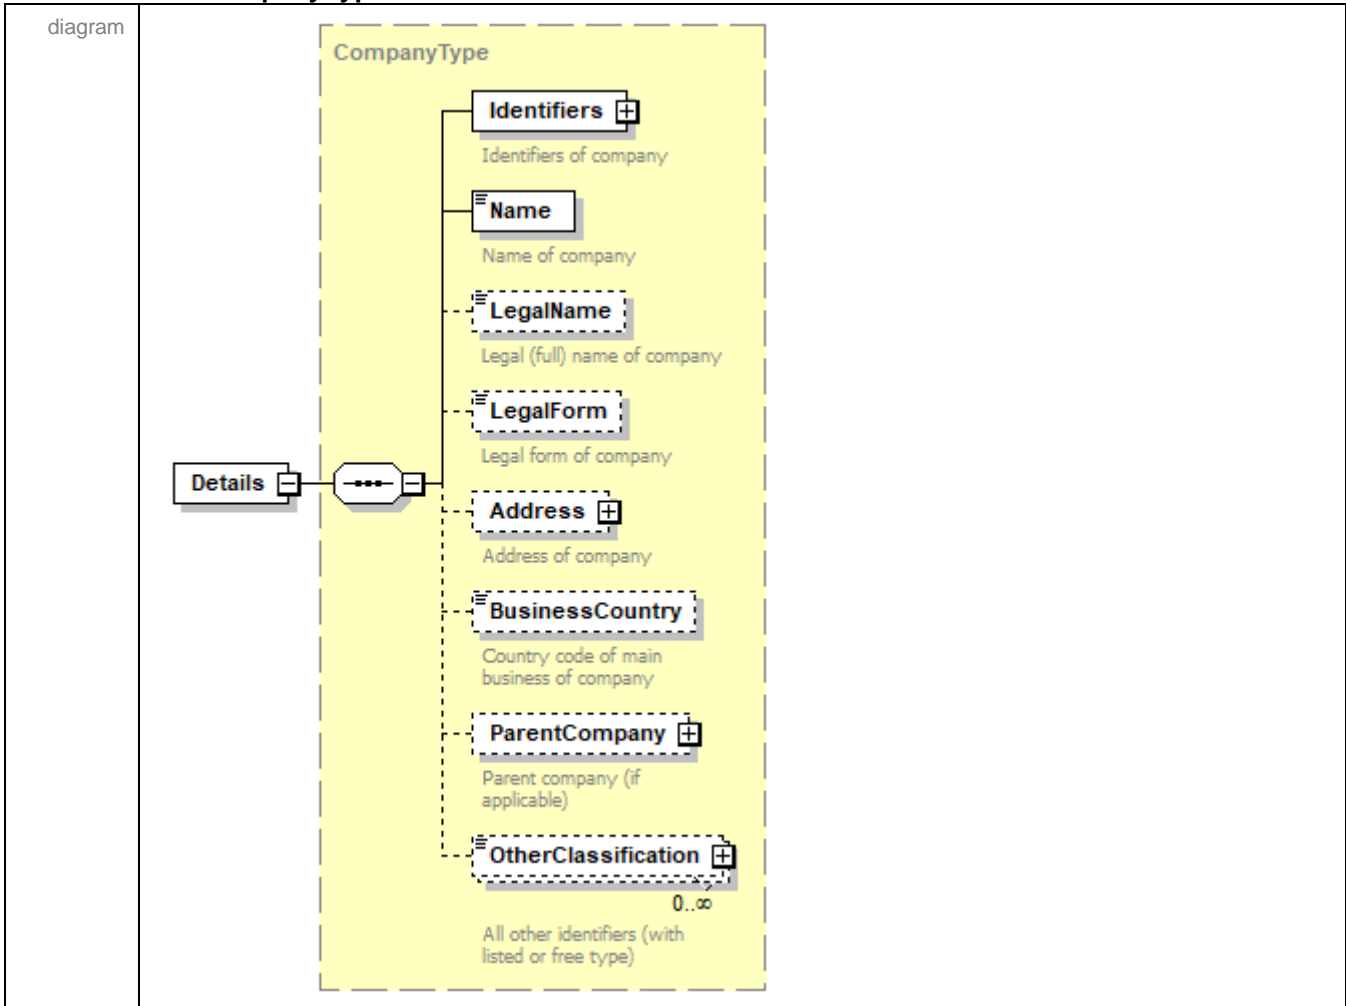 diagram
CompanyType
Identifiers
Identifiers of company
Name
Name of company
LegalName
Legal (full) name of company
LegalForm
Legal form of company
Details
Address
Address of company
BusinessCountry
Country code of main
business of company
ParentCompany
Parent company (if
applicable)
OtherClassification
0..∞
All other identifiers (with
listed or free type)